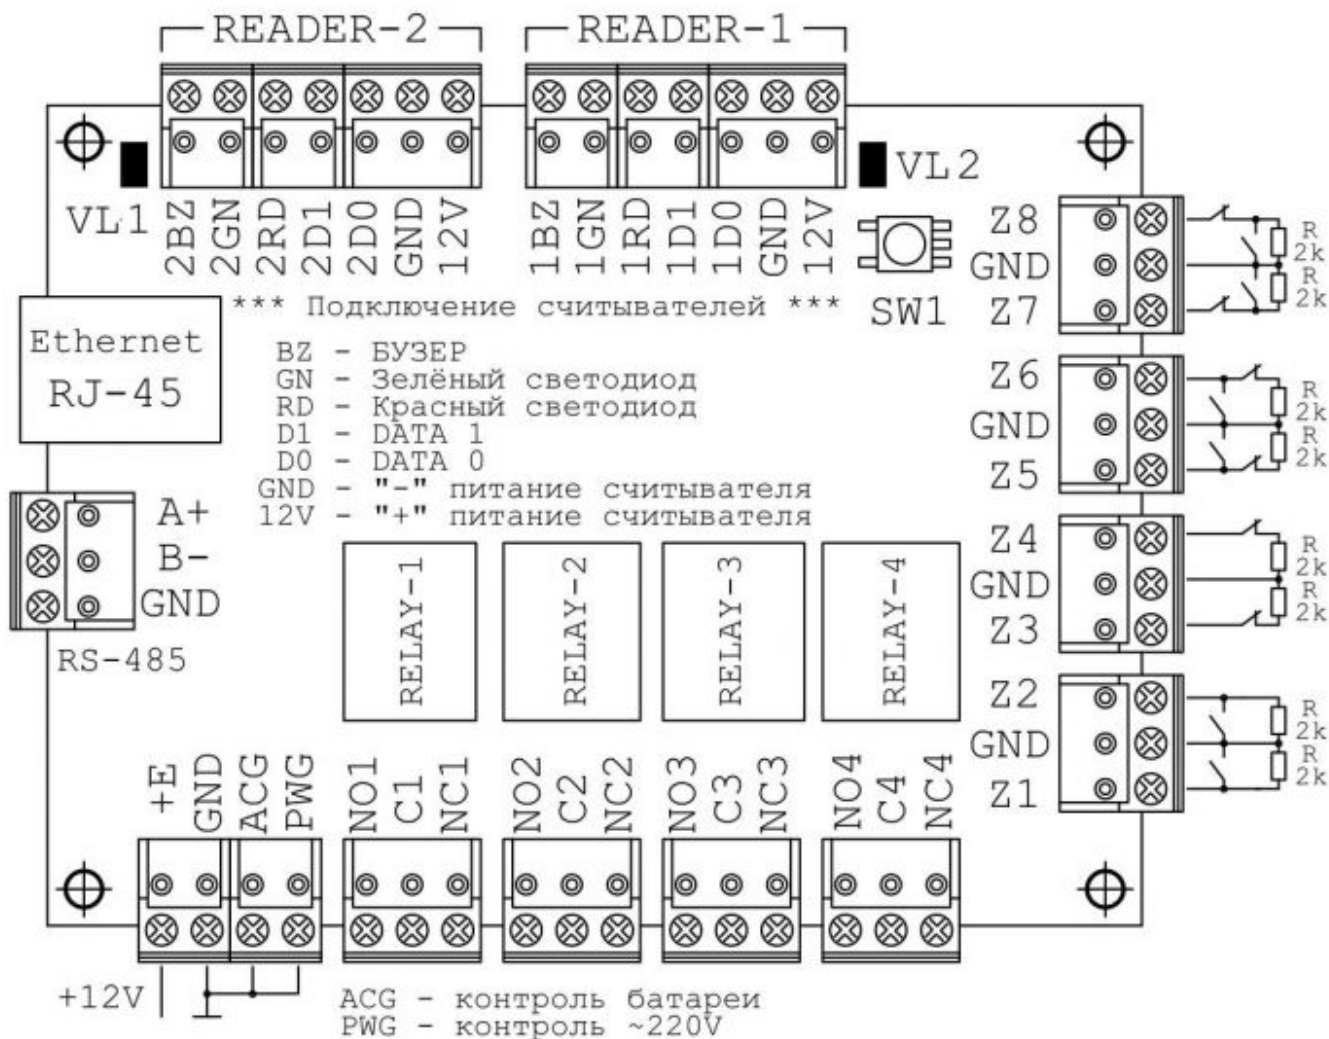 READER-2
READER-1
VL1
VL2
2BZ
2GN
2RD
2D1
2D0
GND
12V
1BZ
1GN
1RD
1D1
1D0
GND
12V
SW1
*** Подключение считывателей ***
BZ - БУЗЕР
GN - Зелёный светодиод
RD - Красный светодиод
D1 - DATA 1
D0 - DATA 0
GND - "-" питание считывателя
12V - "+" питание считывателя
Ethernet
RJ-45
A+
B-
GND
RS-485
Z8
GND
Z7
R
2k
R
2k
Z6
GND
Z5
R
2k
R
2k
Z4
GND
Z3
R
2k
R
2k
Z2
GND
Z1
R
2k
R
2k
RELAY-1
RELAY-2
RELAY-3
RELAY-4
+E
GND
ACG
PWG
NO1
C1
NC1
NO2
C2
NC2
NO3
C3
NC3
NO4
C4
NC4
+12V
ACG - контроль батареи
PWG - контроль ~220V